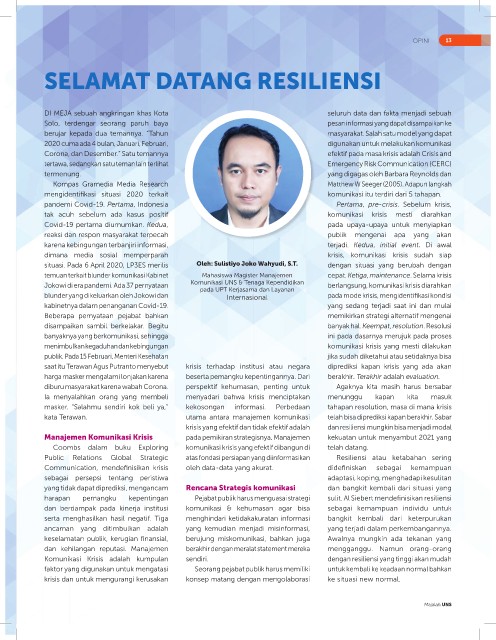 OPINI
13
SELAMAT DATANG RESILIENSI
DI MEJA sebuah angkringan khas Kota
Solo, terdengar seorang paruh baya
berujar kepada dua temannya. "Tahun
2020 cuma ada 4 bulan, Januari, Februari,
Corona, dan Desember." Satu temannya
tertawa, sedangkan satu teman lain terlihat
termenung.
Kompas Gramedia Media Research
mengidentifikasi situasi 2020 terkait
pandemi Covid-19. Pertama, Indonesia
tak acuh sebelum ada kasus positif
Covid-19 pertama diumumkan. Kedua,
reaksi dan respon masyarakat terpecah
karena kebingungan terbanjiri informasi,
dimana media sosial memperparah
situasi. Pada 6 April 2020, LP3ES merilis
temuan terkait blunder komunikasi Kabinet
Jokowi di era pandemi. Ada 37 pernyataan
blunder yang dikeluarkan oleh Jokowi dan
kabinetnya dalam penanganan Covid-19.
Beberapa pernyataan pejabat bahkan
disampaikan sambil berkelakar. Begitu
banyaknya yang berkomunikasi, sehingga
menimbulkan kegaduhan dan kebingungan
publik. Pada 15 Februari, Menteri Kesehatan
saat itu Terawan Agus Putranto menyebut
harga masker mengalami lonjakan karena
diburu masyarakat karena wabah Corona.
Ia menyalahkan orang yang membeli
masker. "Salahmu sendiri kok beli ya,"
kata Terawan.
Manajemen Komunikasi Krisis
Coombs dalam buku Exploring
Public Relations Global Strategic
Communication, mendefinisikan krisis
sebagai persepsi tentang peristiwa
yang tidak dapat diprediksi, mengancam
harapan pemangku kepentingan
dan berdampak pada kinerja institusi
serta menghasilkan hasil negatif. Tiga
ancaman yang ditimbulkan adalah
keselamatan publik, kerugian finansial,
dan kehilangan reputasi. Manajemen
Komunikasi Krisis adalah kumpulan
faktor yang digunakan untuk mengatasi
krisis dan untuk mengurangi kerusakan
Oleh: Sulistiyo Joko Wahyudi, S.T.
Mahasiswa Magister Manajemen
Komunikasi UNS & Tenaga Kependidikan
pada UPT Kerjasama dan Layanan
Internasional
krisis terhadap institusi atau negara
beserta pemangku kepentingannya. Dari
perspektif kehumasan, penting untuk
menyadari bahwa krisis menciptakan
kekosongan informasi. Perbedaan
utama antara manajemen komunikasi
krisis yang efektif dan tidak efektif adalah
pada pemikiran strategisnya. Manajemen
komunikasi krisis yang efektif dibangun di
atas fondasi persiapan yang diinformasikan
oleh data-data yang akurat.
Rencana Strategis komunikasi
Pejabat publik harus menguasai strategi
komunikasi & kehumasan agar bisa
menghindari ketidakakuratan informasi
yang kemudian menjadi misinformasi,
berujung miskomunikasi, bahkan juga
berakhir dengan meralat statement mereka
sendiri.
Seorang pejabat publik harus memiliki
konsep matang dengan mengolaborasi
seluruh data dan fakta menjadi sebuah
pesan informasi yang dapat disampaikan ke
masyarakat. Salah satu model yang dapat
digunakan untuk melakukan komunikasi
efektif pada masa krisis adalah Crisis and
Emergency Risk Communication (CERC)
yang digagas oleh Barbara Reynolds dan
Matthew W Seeger (2005). Adapun langkah
komunikasi itu terdiri dari 5 tahapan.
Pertama, pre-crisis. Sebelum krisis,
komunikasi krisis mesti diarahkan
pada upaya-upaya untuk menyiapkan
publik mengenai apa yang akan
terjadi. Kedua, initial event. Di awal
krisis, komunikasi krisis sudah siap
dengan situasi yang berubah dengan
cepat. Ketiga, maintenance. Selama krisis
berlangsung, komunikasi krisis diarahkan
pada mode krisis, mengidentifikasi kondisi
yang sedang terjadi saat ini dan mulai
memikirkan strategi alternatif mengenai
banyak hal. Keempat, resolution. Resolusi
ini pada dasarnya merujuk pada proses
komunikasi krisis yang mesti dilakukan
jika sudah diketahui atau setidaknya bisa
diprediksi kapan krisis yang ada akan
berakhir. Terakhir adalah evaluation.
Agaknya kita masih harus bersabar
menunggu kapan kita masuk
tahapan resolution, masa di mana krisis
telah bisa diprediksi kapan berakhir. Sabar
dan resiliensi mungkin bisa menjadi modal
kekuatan untuk menyambut 2021 yang
telah datang.
Resiliensi atau ketabahan sering
didefinisikan sebagai kemampuan
adaptasi, koping, menghadapi kesulitan
dan bangkit kembali dari situasi yang
sulit. Al Siebert mendefinisikan resiliensi
sebagai kemampuan individu untuk
bangkit kembali dari keterpurukan
yang terjadi dalam perkembangannya.
Awalnya mungkin ada tekanan yang
mengganggu. Namun orang-orang
dengan resiliensi yang tinggi akan mudah
untuk kembali ke keadaan normal bahkan
ke situasi new normal.
Majalah UNS